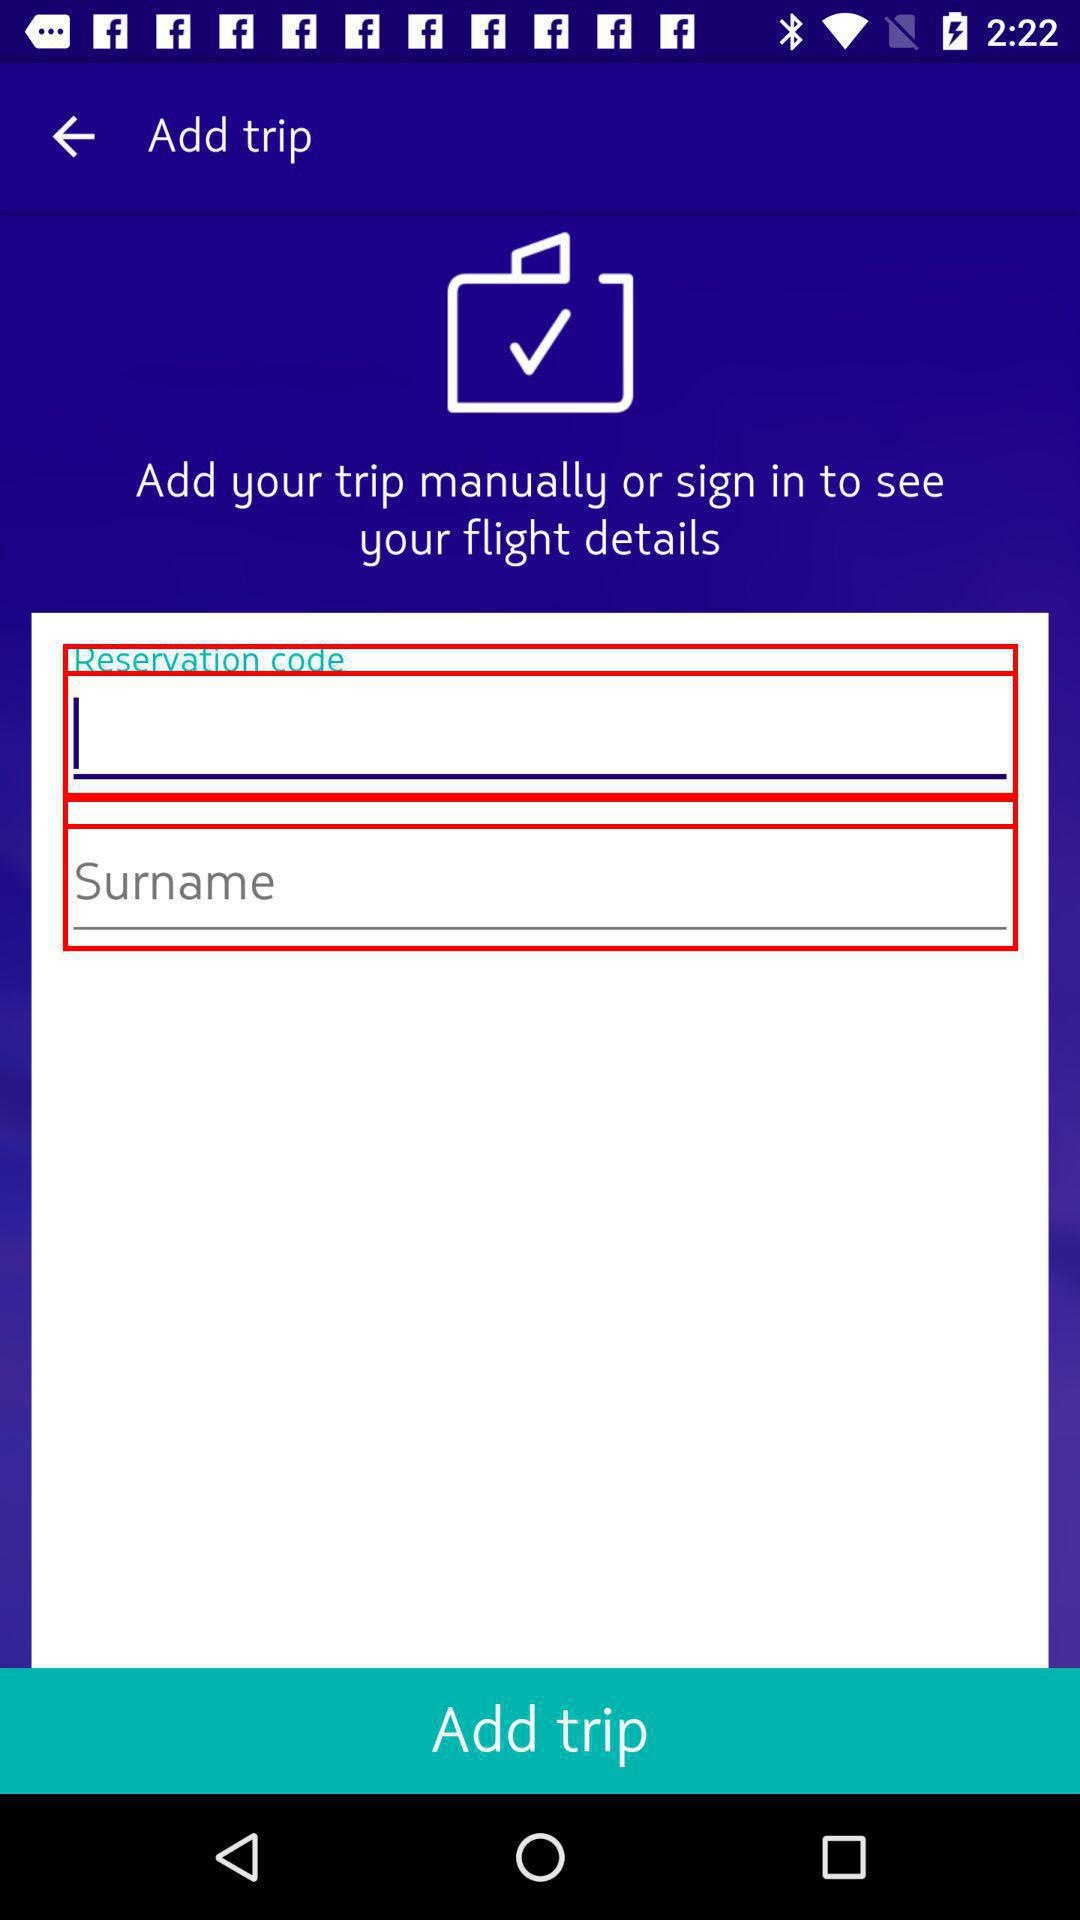 2:22
Add trip
Add your trip manually or sign in to see
your flight details
Reservation code
Surname
Add trip